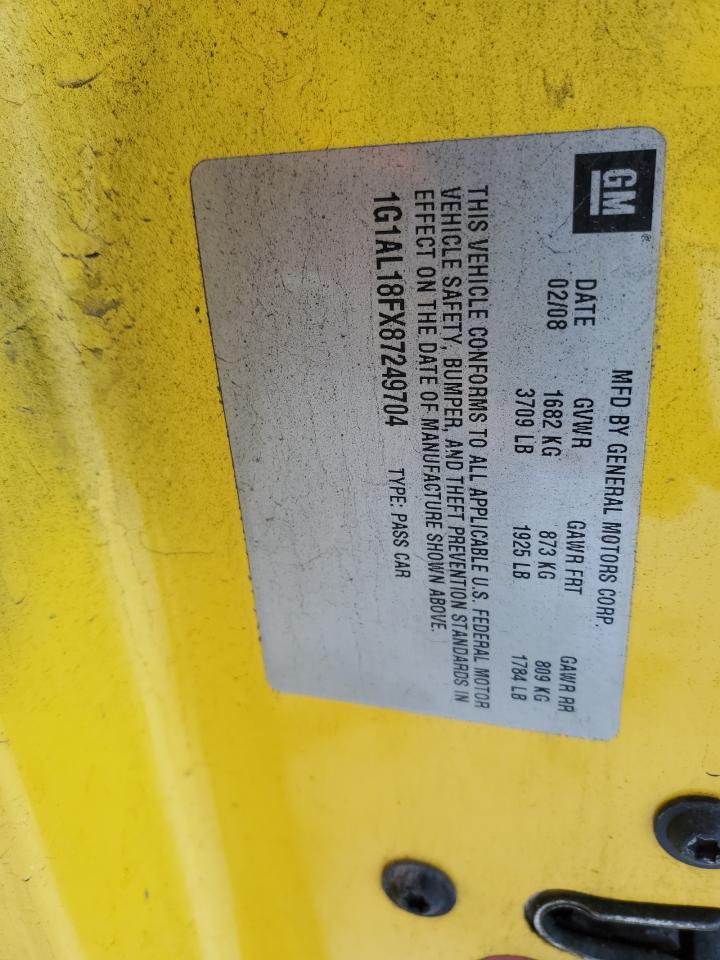 GM
MFD BY GENERAL MOTORS CORP.
DATE GVWR GAWR FRT GAWR RR
02/08 1682 KG 873 KG 809 KG
3709 LB 1925 LB 1784 LB
THIS VEHICLE CONFORMS TO ALL APPLICABLE U.S. FEDERAL MOTOR
VEHICLE SAFETY, BUMPER, AND THEFT PREVENTION STANDARDS IN
EFFECT ON THE DATE OF MANUFACTURE SHOWN ABOVE.
1G1AL18FX87249704 TYPE: PASS CAR